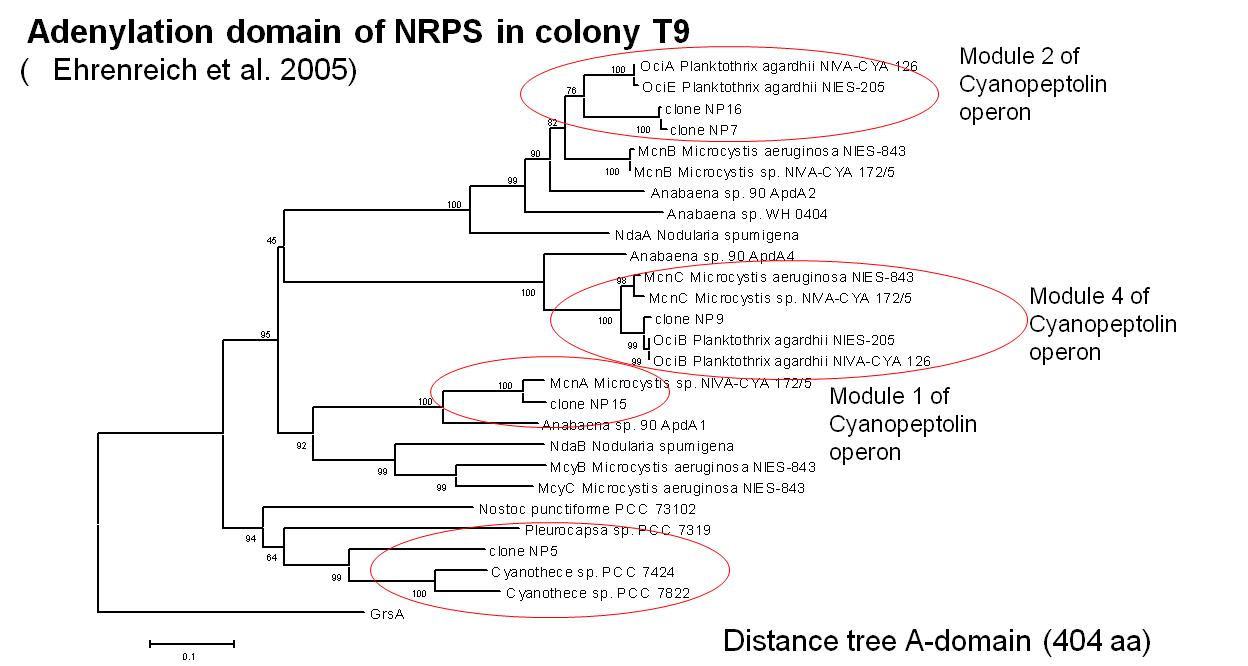 Adenylation domain of NRPS in colony T9
( Ehrenreich et al. 2005)
Module 2 of
Cyanopeptolin
operon
100
OciA Planktothrix agardhii NIVA-CYA 126
OciE Planktothrix agardhii NIES-205
76
clone NP16
100
clone NP7
82
McnB Microcystis aeruginosa NIES-843
90
100
McnB Microcystis sp. NIVA-CYA 172/5
99
Anabaena sp. 90 ApdA2
100
Anabaena sp. WH 0404
NdaA Nodularia spumigena
45
Anabaena sp. 90 ApdA4
98
McnC Microcystis aeruginosa NIES-843
100
McnC Microcystis sp. NIVA-CYA 172/5
Module 4 of
Cyanopeptolin
operon
100
clone NP9
95
99
OciB Planktothrix agardhii NIES-205
99
OciB Planktothrix agardhii NIVA-CYA 126
100
McnA Microcystis sp. NIVA-CYA 172/5
100
clone NP15
Module 1 of
Cyanopeptolin
operon
Anabaena sp. 90 ApdA1
92
NdaB Nodularia spumigena
99
McyB Microcystis aeruginosa NIES-843
99
McyC Microcystis aeruginosa NIES-843
Nostoc punctiforme PCC 73102
94
Pleurocapsa sp. PCC 7319
64
clone NP5
99
Cyanothece sp. PCC 7424
100
Cyanothece sp. PCC 7822
GrsA
0.1
Distance tree A-domain (404 aa)